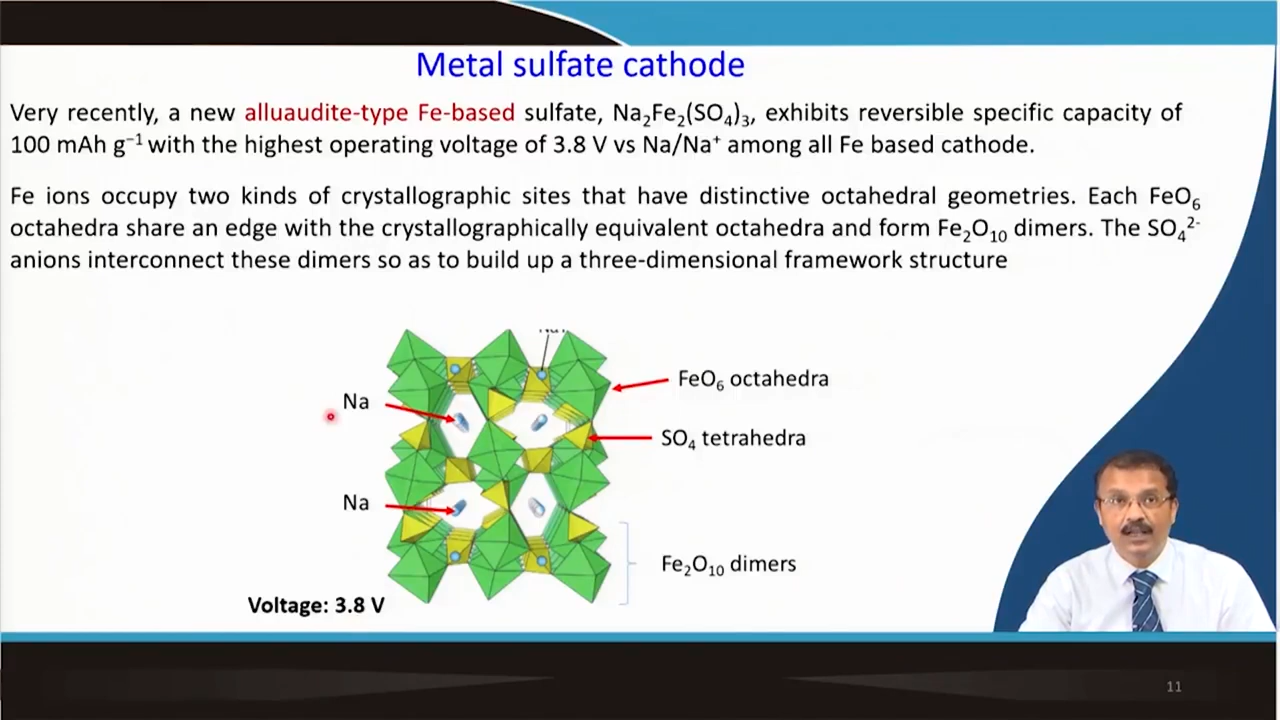 Metal sulfate cathode
Very recently, a new alluaudite-type Fe-based sulfate, Na₂Fe₂(SO₄)₃, exhibits reversible specific capacity of
100 mAh g⁻¹ with the highest operating voltage of 3.8 V vs Na/Na⁺ among all Fe based cathode.
Fe ions occupy two kinds of crystallographic sites that have distinctive octahedral geometries. Each FeO₆
octahedra share an edge with the crystallographically equivalent octahedra and form Fe₂O₁₀ dimers. The SO₄²⁻
anions interconnect these dimers so as to build up a three-dimensional framework structure
FeO₆ octahedra
Na
SO₄ tetrahedra
Na
Fe₂O₁₀ dimers
Voltage: 3.8 V
11